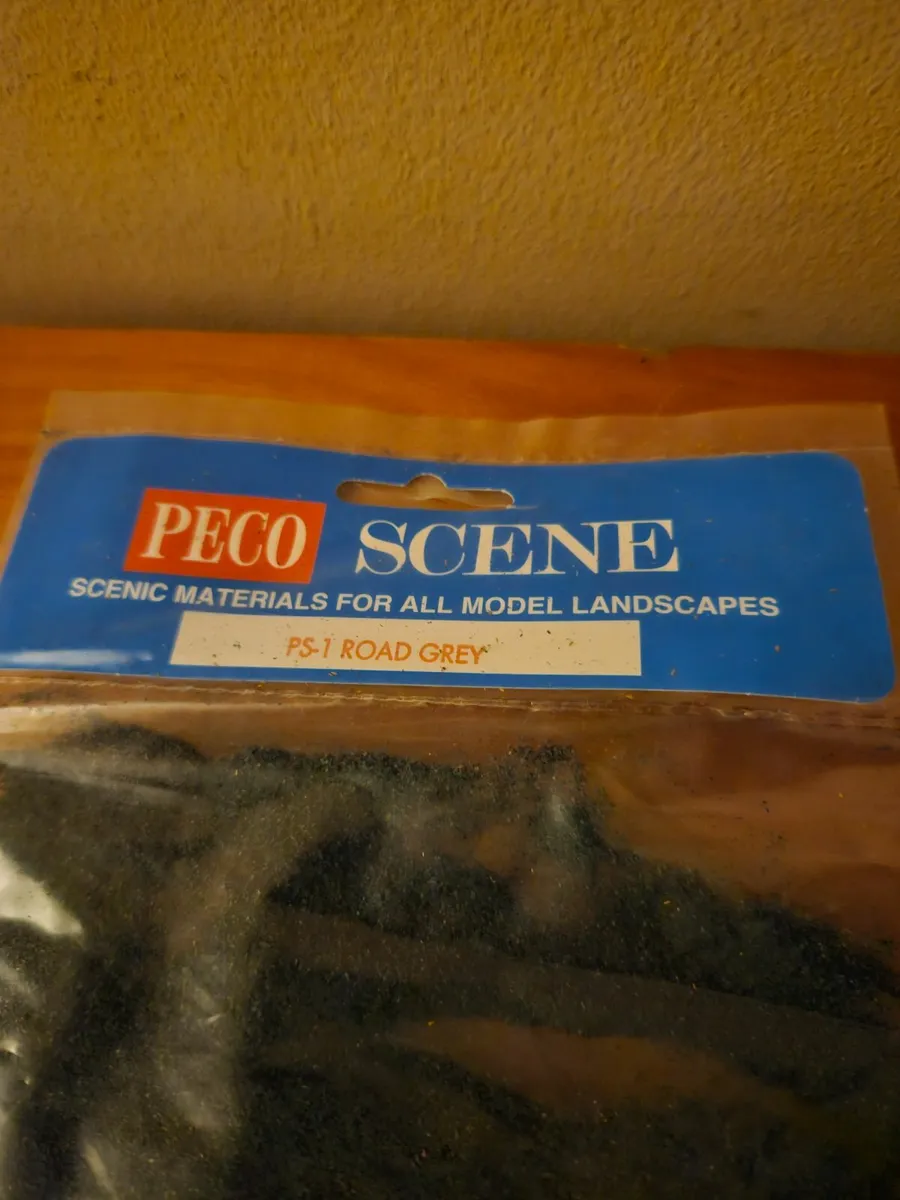 PECO SCENE
SCENIC MATERIALS FOR ALL MODEL LANDSCAPES
PS-1 ROAD GREY